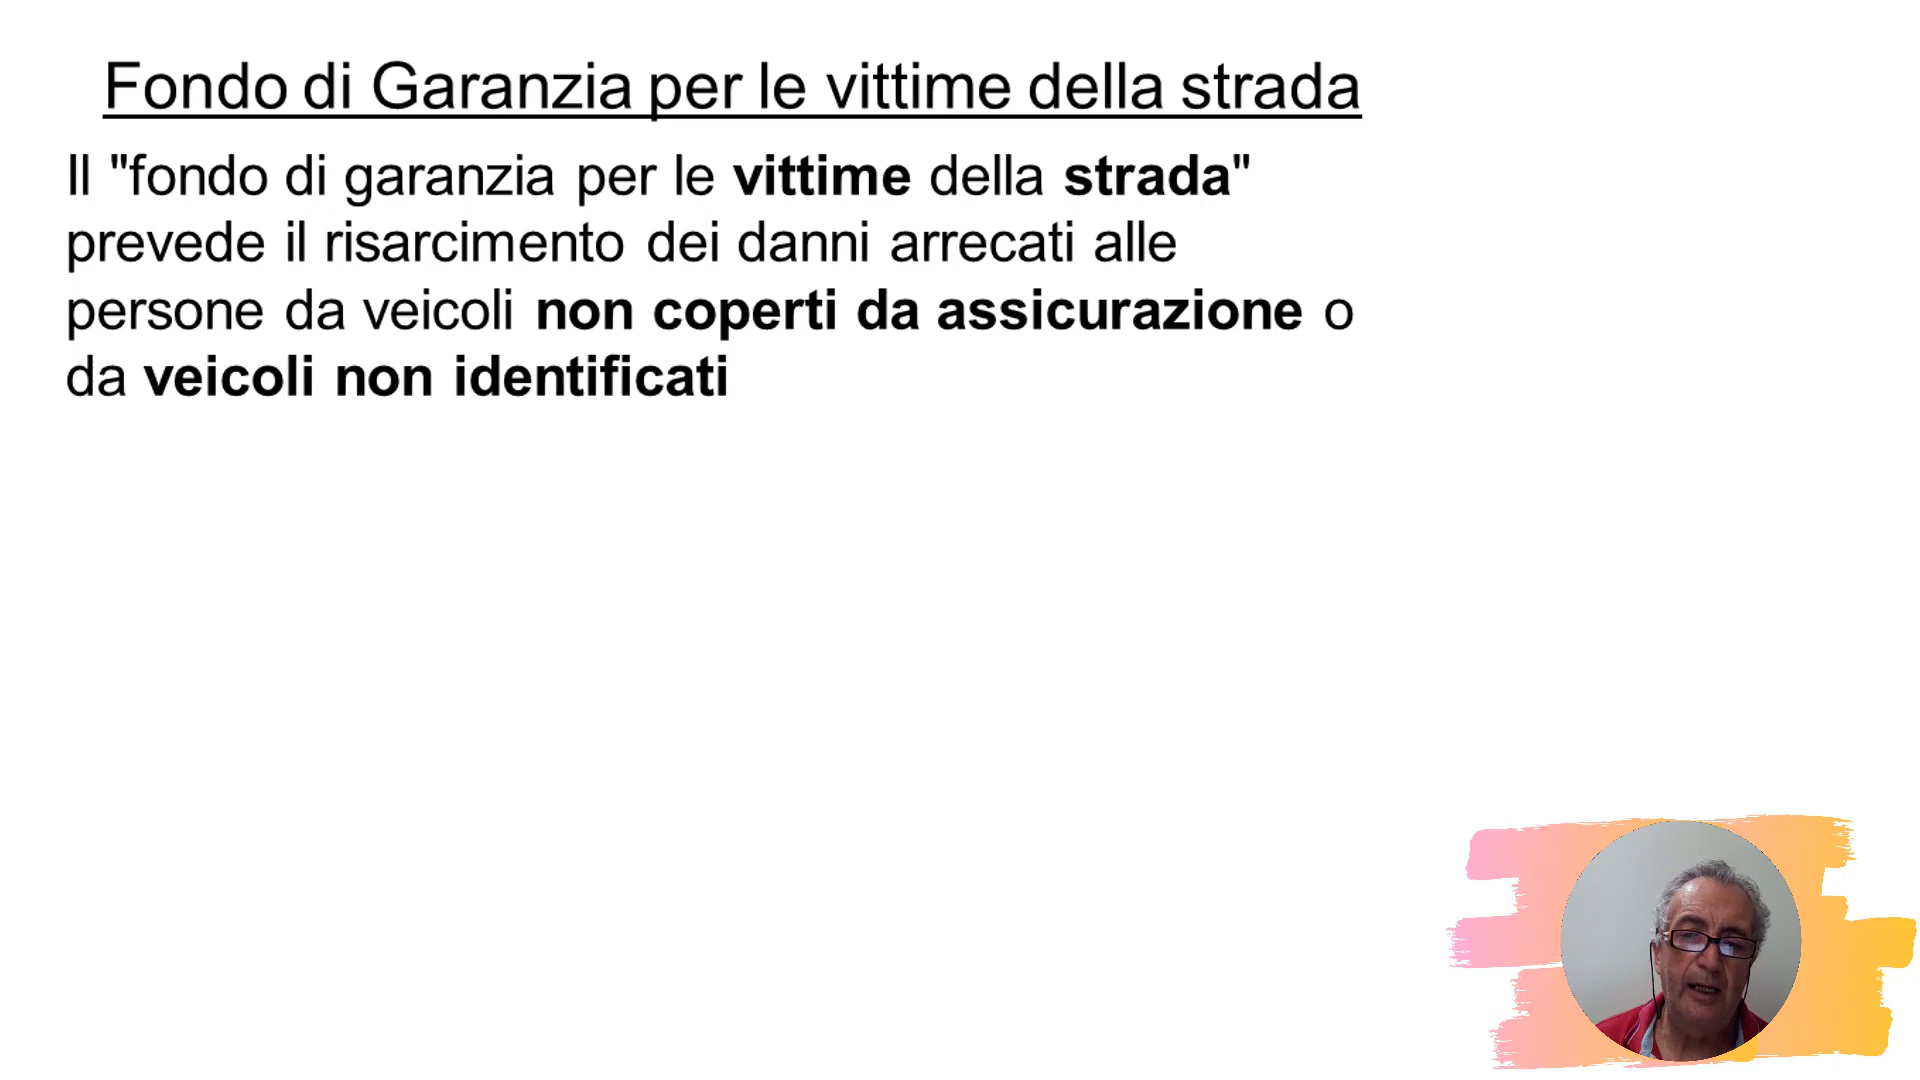 Fondo di Garanzia per le vittime della strada
Il "fondo di garanzia per le vittime della strada"
prevede il risarcimento dei danni arrecati alle
persone da veicoli non coperti da assicurazione o
da veicoli non identificati